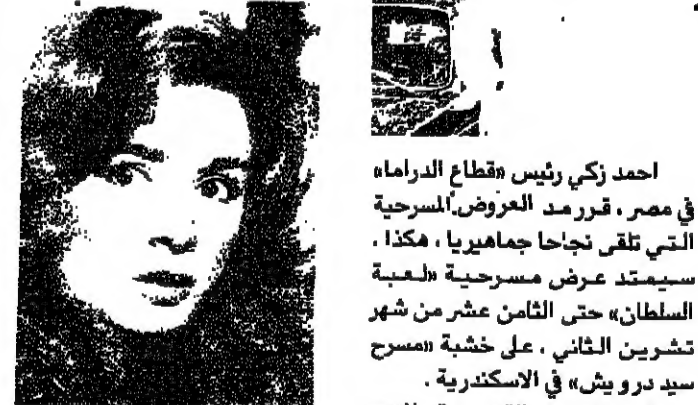 احمد زكي رئيس «قطاع الدراما»
في مصر ، قرر مد العروض المسرحية
التي تلقى نجاحا جماهيريا ، هكذا ،
سيمتد عرض مسرحية «لعبة
السلطان» حتى الثامن عشر من شهر
تشرين الثاني ، على خشبة «مسرح
سيد درويش» في الاسكندرية .